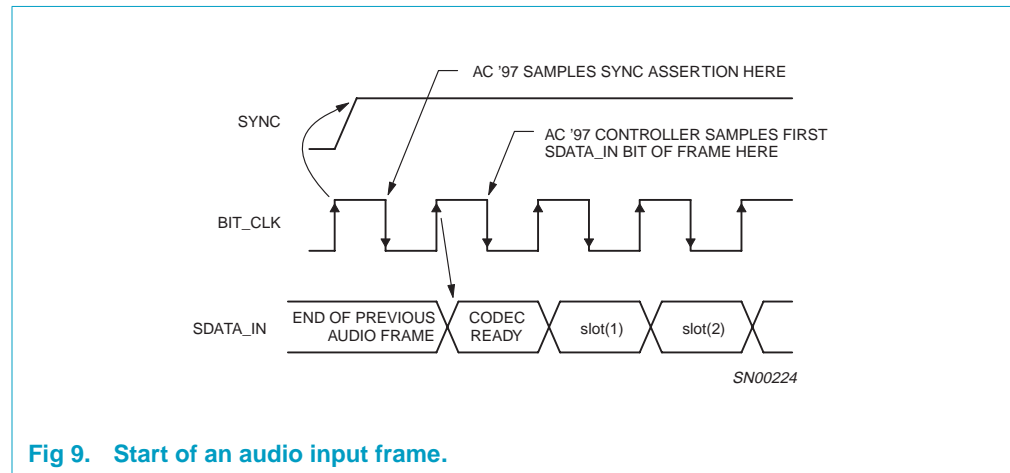 AC '97 SAMPLES SYNC ASSERTION HERE
SYNC
AC '97 CONTROLLER SAMPLES FIRST
SDATA_IN BIT OF FRAME HERE
BIT_CLK
SDATA_IN
END OF PREVIOUS
AUDIO FRAME
CODEC
READY
slot(1)
slot(2)
SN00224
Fig 9. Start of an audio input frame.